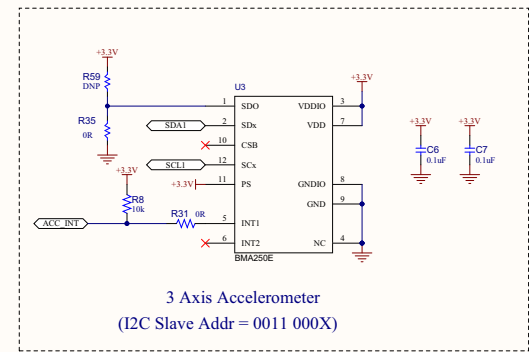 +3.3V
R59
DNP
R35
0R
U3
1
SDO
VDDIO
3
+3.3V
SDA1
2
SDx
VDD
7
10
CSB
SCL1
12
SCx
+3.3V
11
PS
GNDIO
8
GND
9
+3.3V
R8
10k
ACC_INT
R31
0R
5
INT1
6
INT2
NC
4
BMA250E
+3.3V
C6
0.1uF
+3.3V
C7
0.1uF
3 Axis Accelerometer
(I2C Slave Addr = 0011 000X)